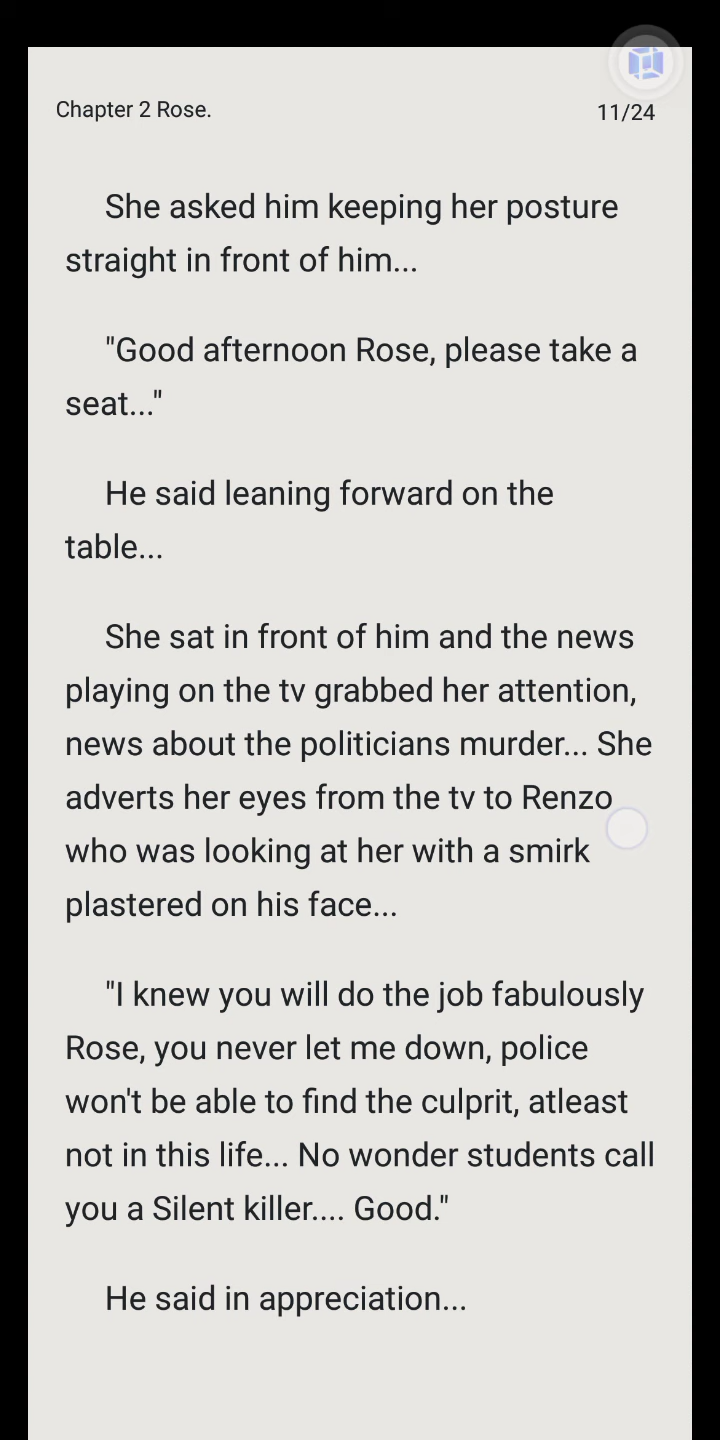 Chapter 2 Rose.
11/24
She asked him keeping her posture
straight in front of him...
"Good afternoon Rose, please take a
seat..."
He said leaning forward on the
table...
She sat in front of him and the news
playing on the tv grabbed her attention,
news about the politicians murder... She
adverts her eyes from the tv to Renzo
who was looking at her with a smirk
plastered on his face...
"I knew you will do the job fabulously
Rose, you never let me down, police
won't be able to find the culprit, atleast
not in this life... No wonder students call
you a Silent killer.... Good."
He said in appreciation...